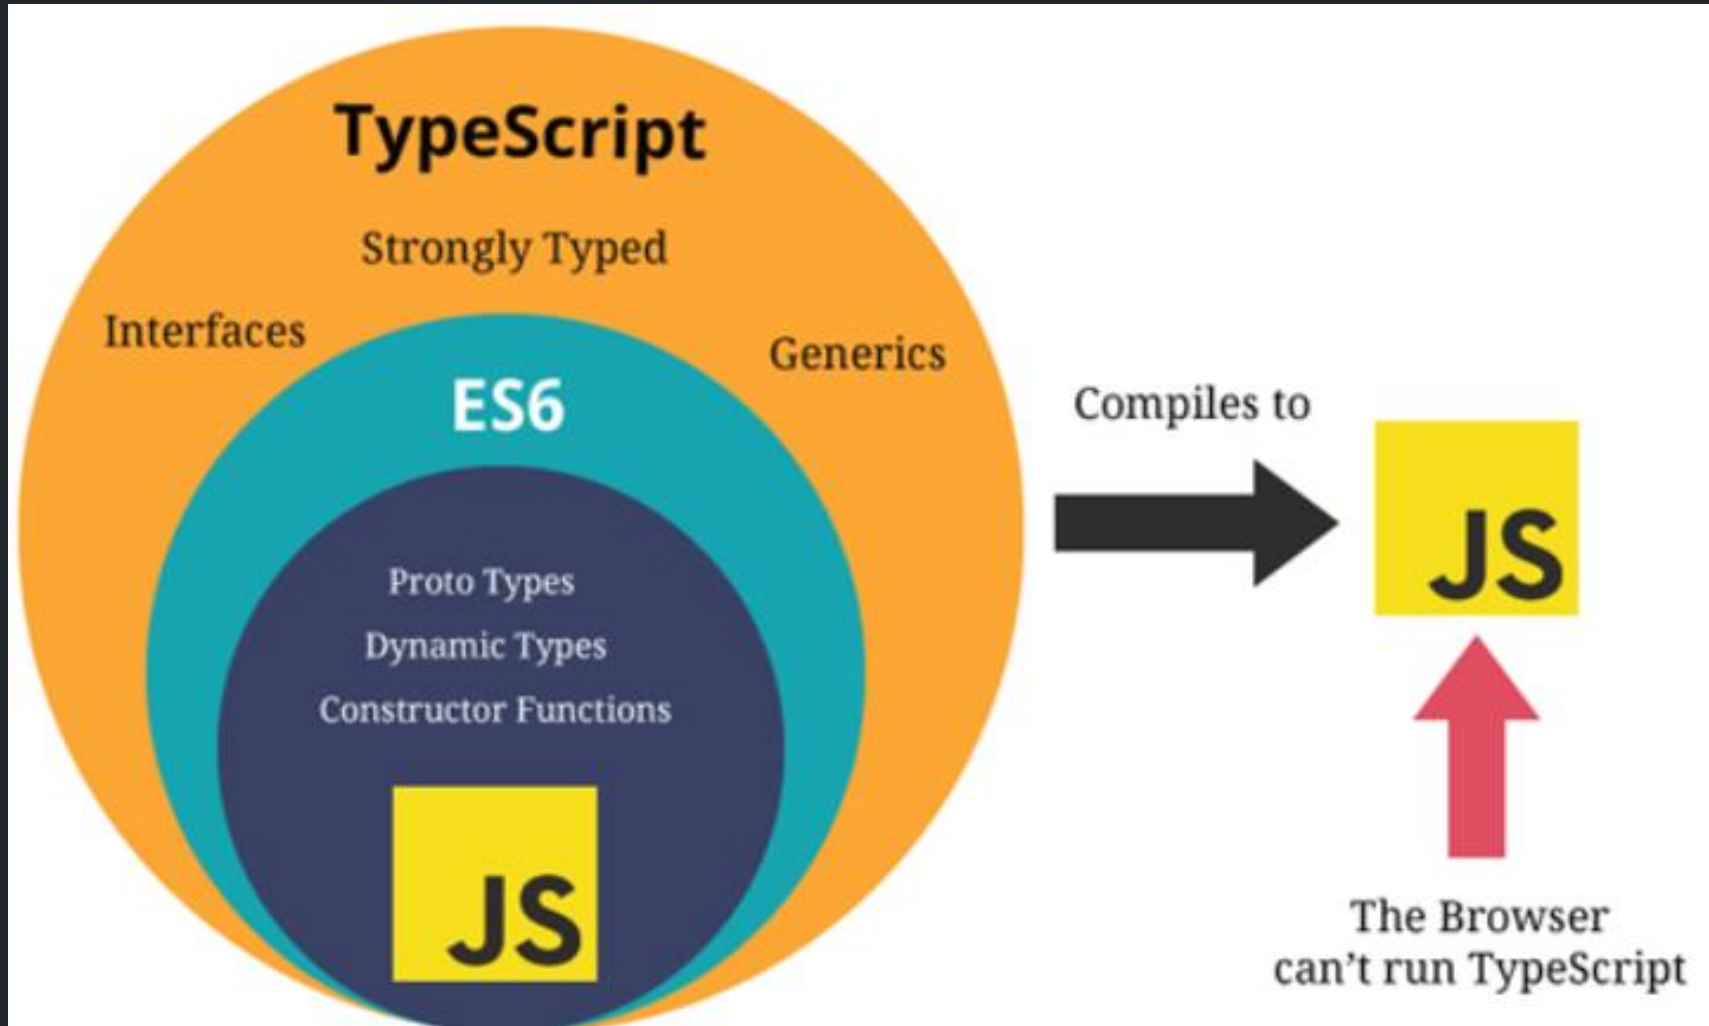 TypeScript
Strongly Typed
Interfaces
Generics
ES6
Proto Types
Dynamic Types
Constructor Functions
JS
Compiles to
JS
The Browser
can't run TypeScript